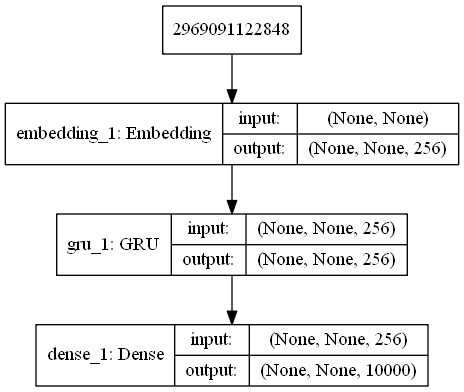 2969091122848
embedding_1: Embedding
input:
(None, None)
output:
(None, None, 256)
gru_1: GRU
input:
(None, None, 256)
output:
(None, None, 256)
dense_1: Dense
input:
(None, None, 256)
output:
(None, None, 10000)